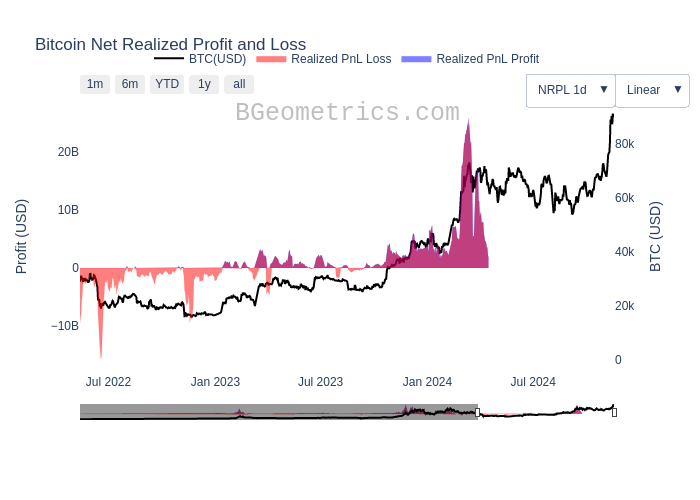 Bitcoin Net Realized Profit and Loss
BTC(USD) Realized PnL Loss Realized PnL Profit
1m 6m YTD 1y all
NRPL 1d ▼ Linear ▼
BGeometrics.com
20B
10B
0
−10B
Profit (USD)
80k
60k
40k
20k
0
BTC (USD)
Jul 2022 Jan 2023 Jul 2023 Jan 2024 Jul 2024